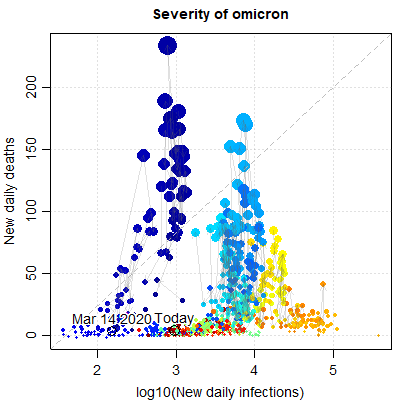 Severity of omicron
New daily deaths
200
150
100
50
0
Mar 14 2020 Today
2 3 4 5
log10(New daily infections)